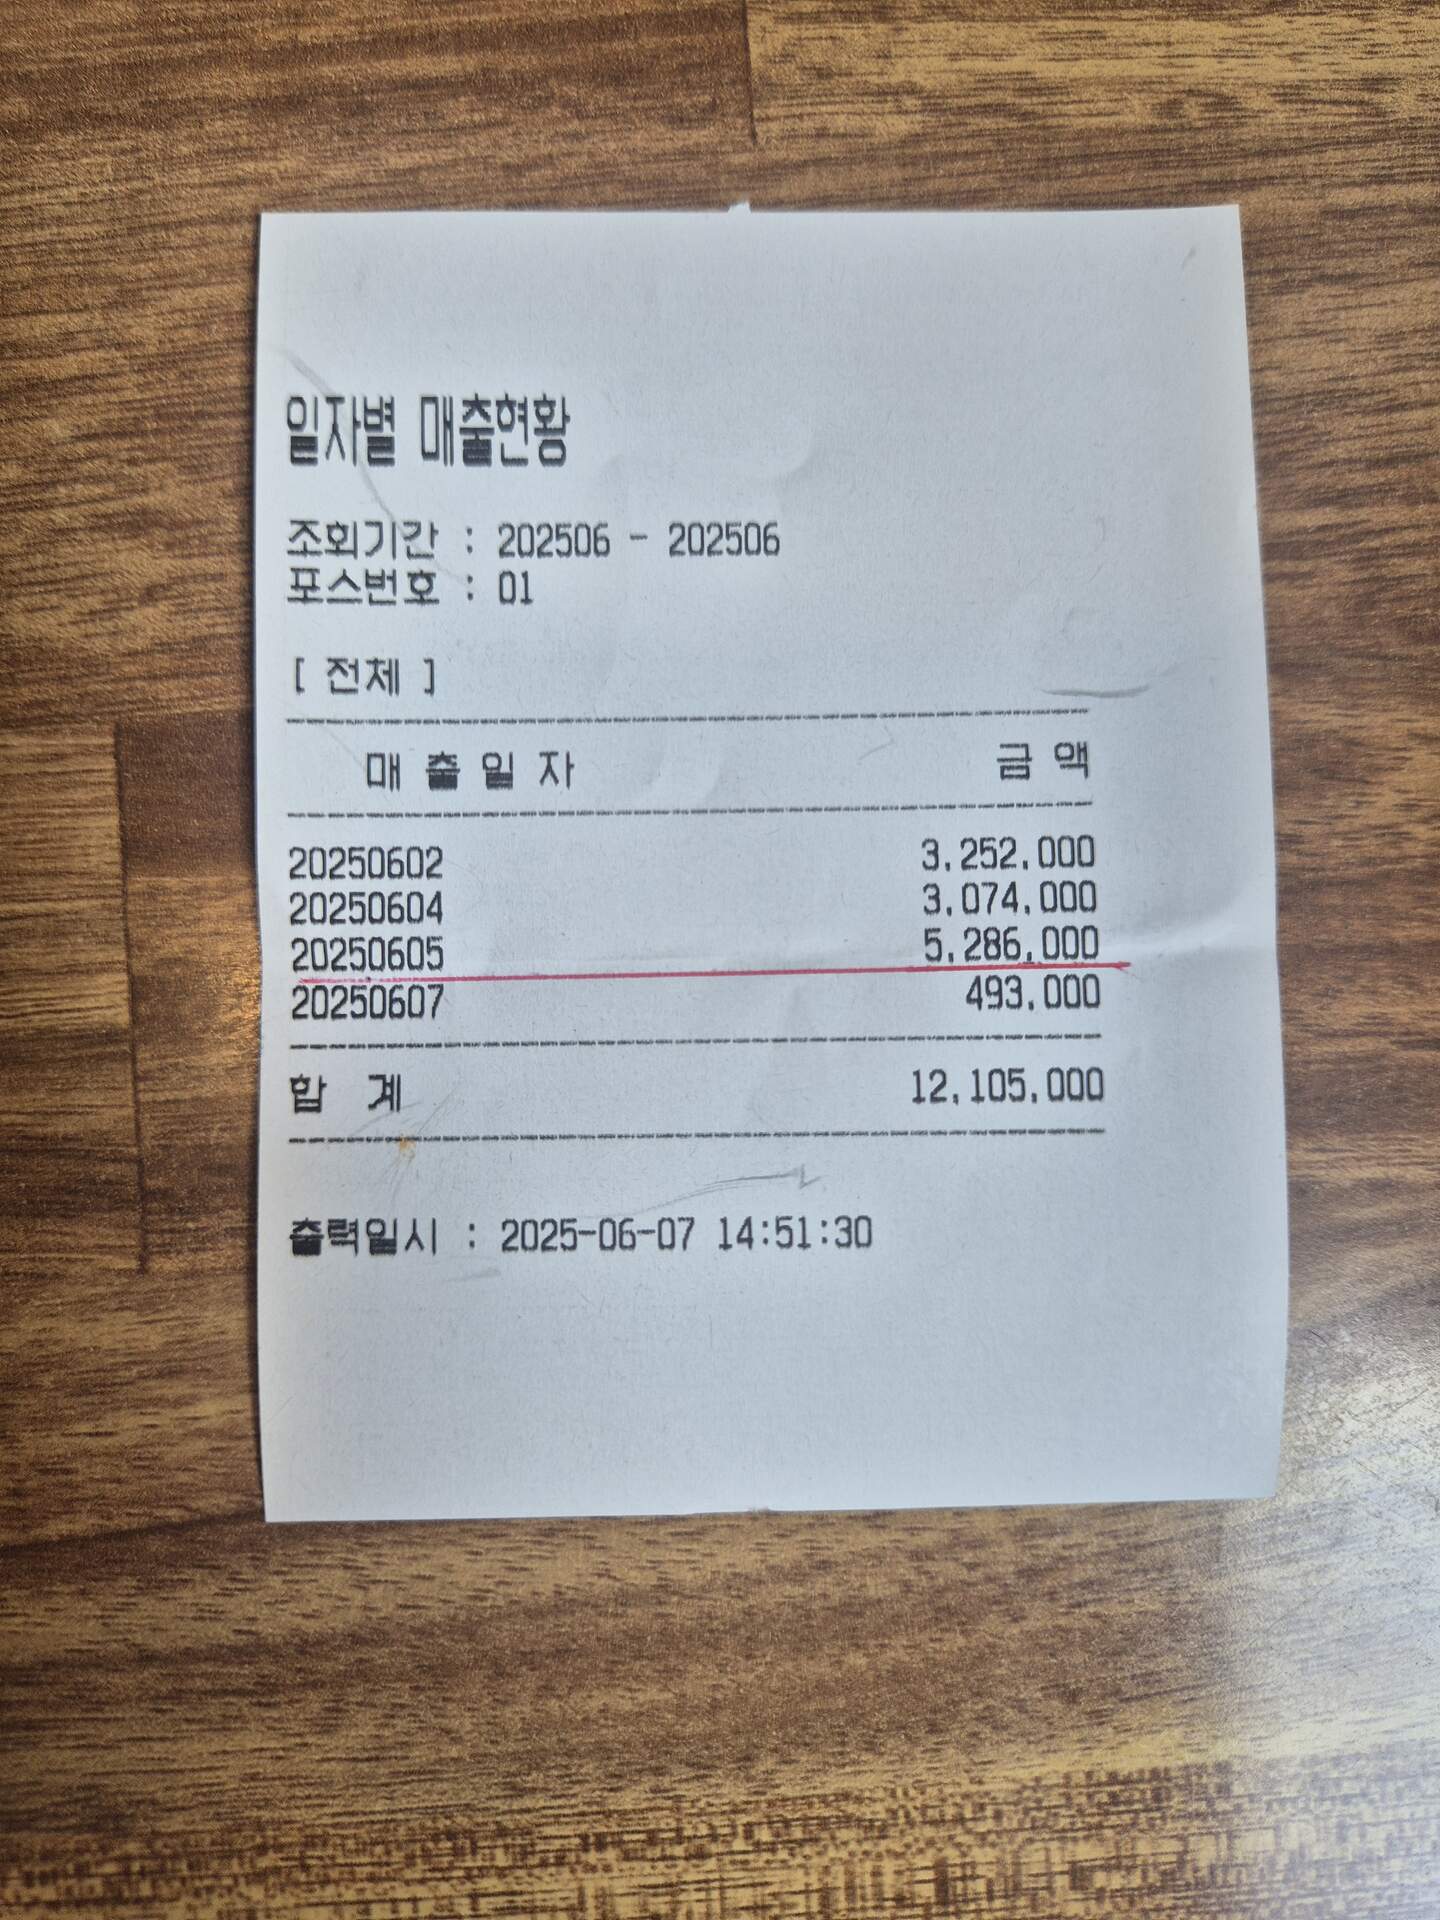 일자별 매출현황
조회기간 : 202506 - 202506
포스번호 : 01
[ 전체 ]
매 출 일 자 금 액
20250602 3,252,000
20250604 3,074,000
20250605 5,286,000
20250607 493,000
합 계 12,105,000
출력일시 : 2025-06-07 14:51:30